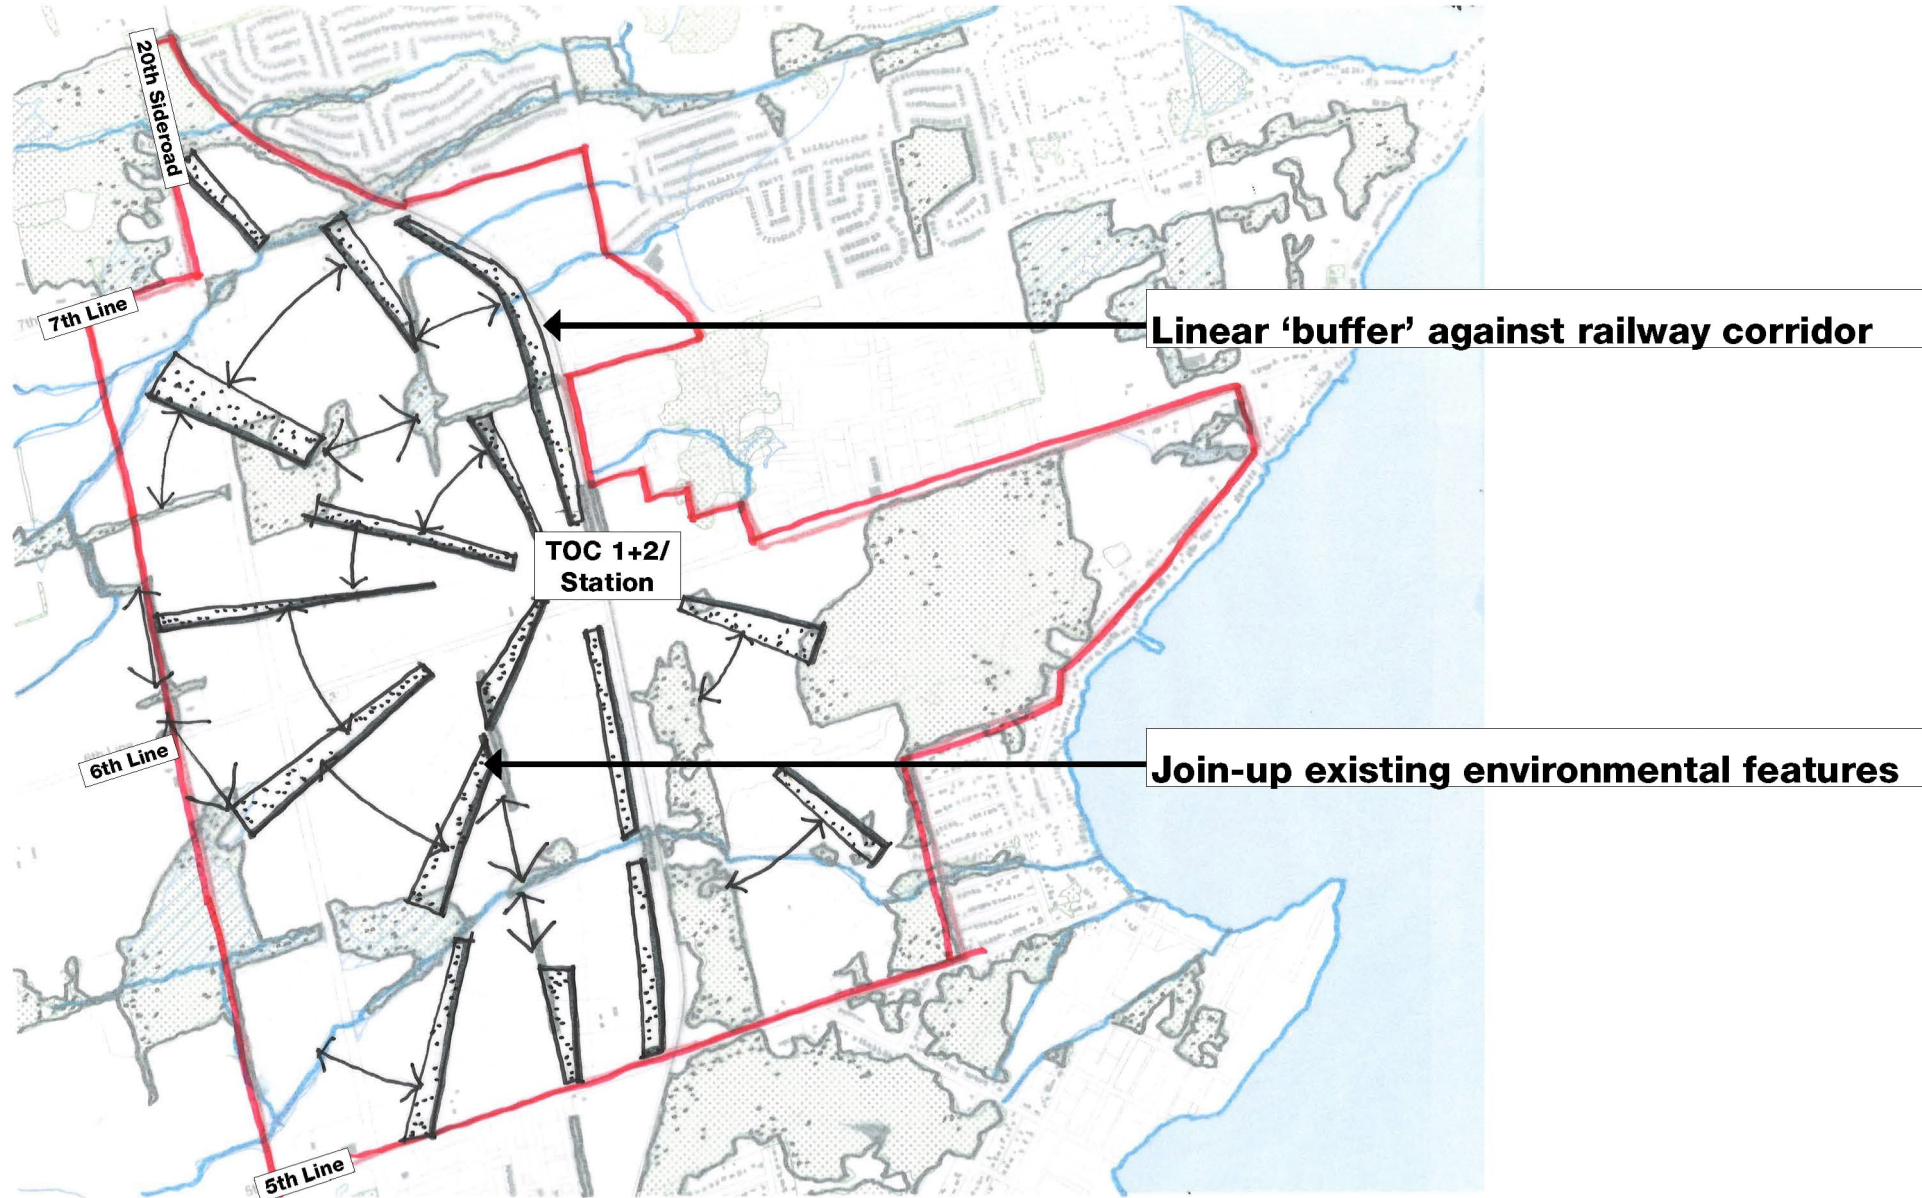 20th Sideroad
7th Line
Linear ‘buffer’ against railway corridor
TOC 1+2/
Station
6th Line
Join-up existing environmental features
5th Line